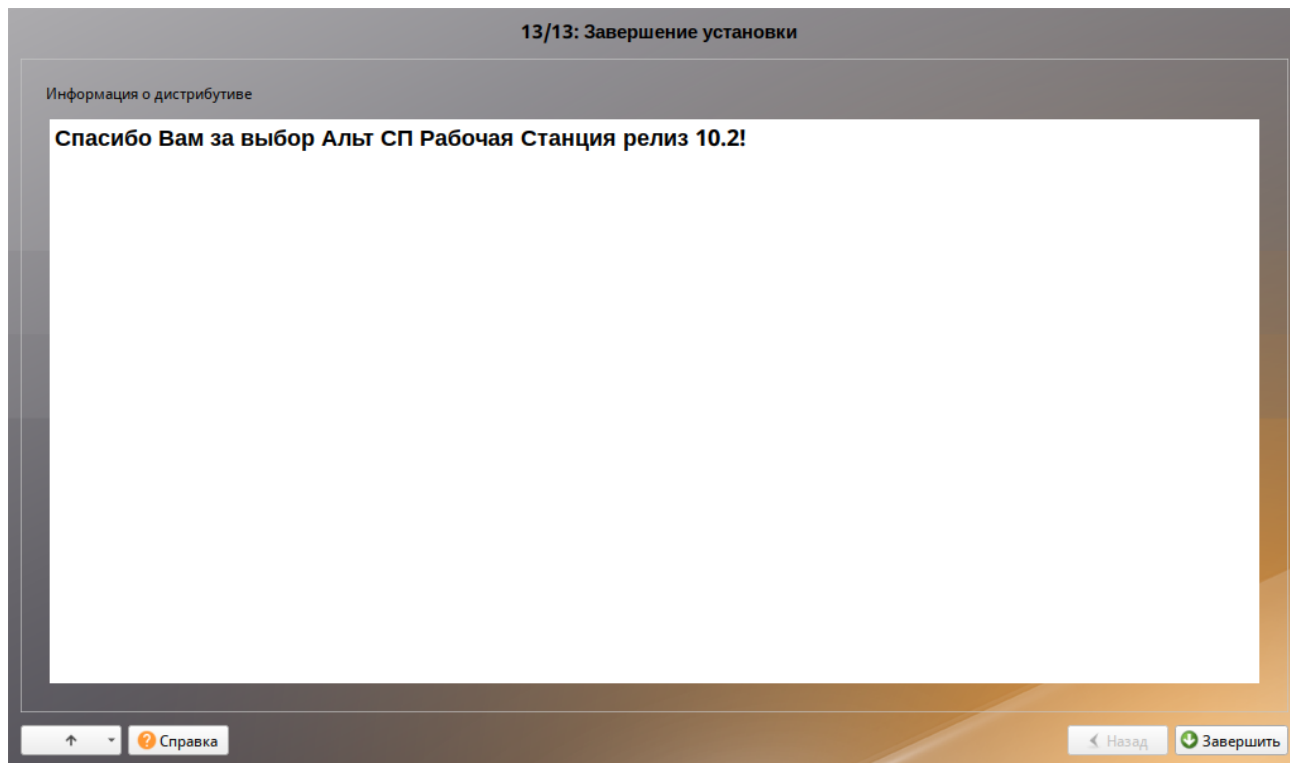 13/13: Завершение установки
Информация о дистрибутиве
Спасибо Вам за выбор Альт СП Рабочая Станция релиз 10.2!
Справка
Назад
Завершить